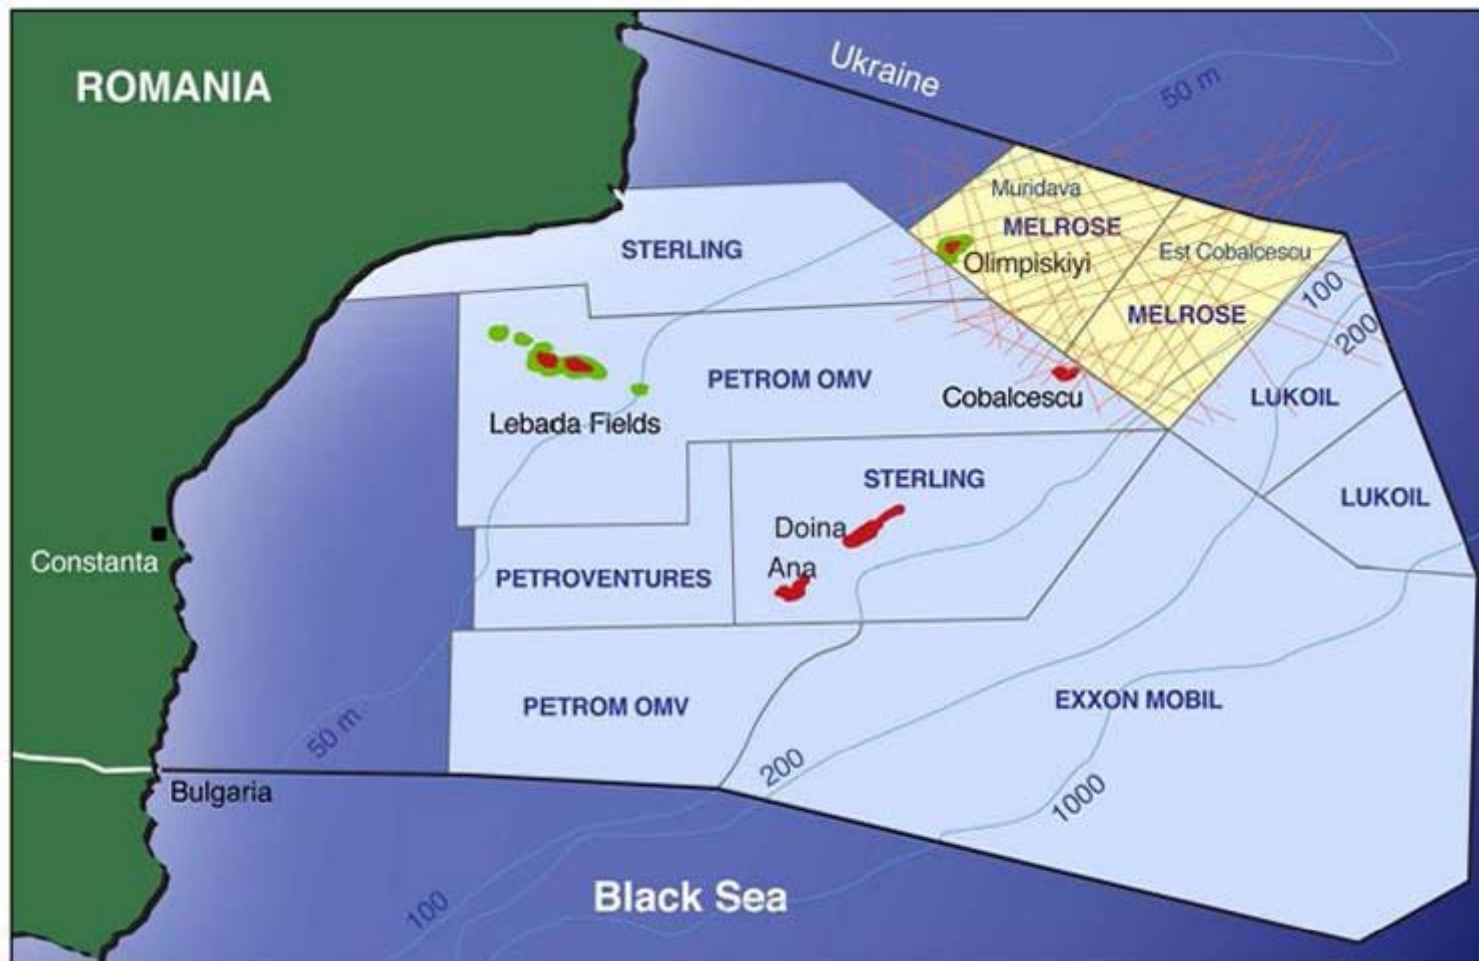 ROMANIA
Ukraine
50 m
Muridava
MELROSE
STERLING
Est Cobalcescu
Olimpiskiyi
100
MELROSE
200
PETROM OMV
Cobalcescu
LUKOIL
Lebada Fields
STERLING
LUKOIL
Doina
Constanta
Ana
PETROVENTURES
EXXON MOBIL
PETROM OMV
50 m
200
Bulgaria
1000
Black Sea
100